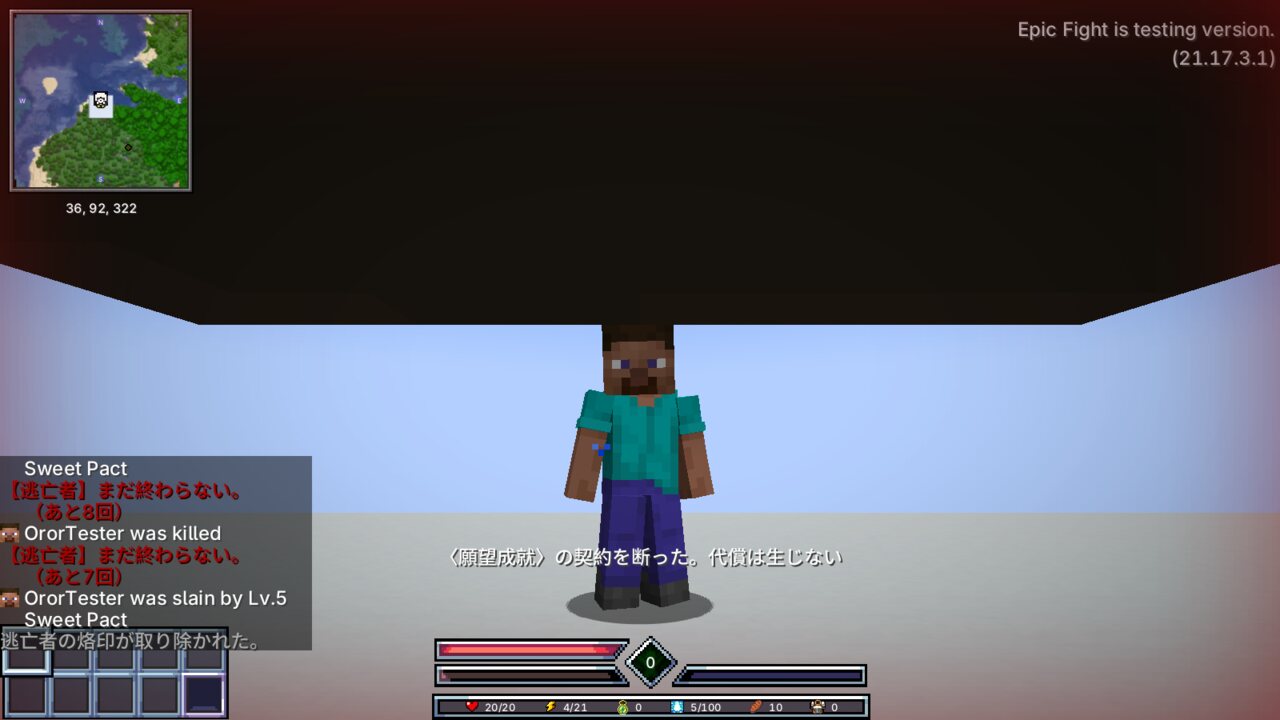 N
W
E
S
36, 92, 322
Epic Fight is testing version.
(21.17.3.1)
Sweet Pact
【逃亡者】まだ終わらない。
（あと8回）
OrorTester was killed
【逃亡者】まだ終わらない。
（あと7回）
OrorTester was slain by Lv.5
Sweet Pact
逃亡者の烙印が取り除かれた。
〈願望成就〉の契約を断った。代償は生じない
0
20/20 4/21 0 5/100 10 0